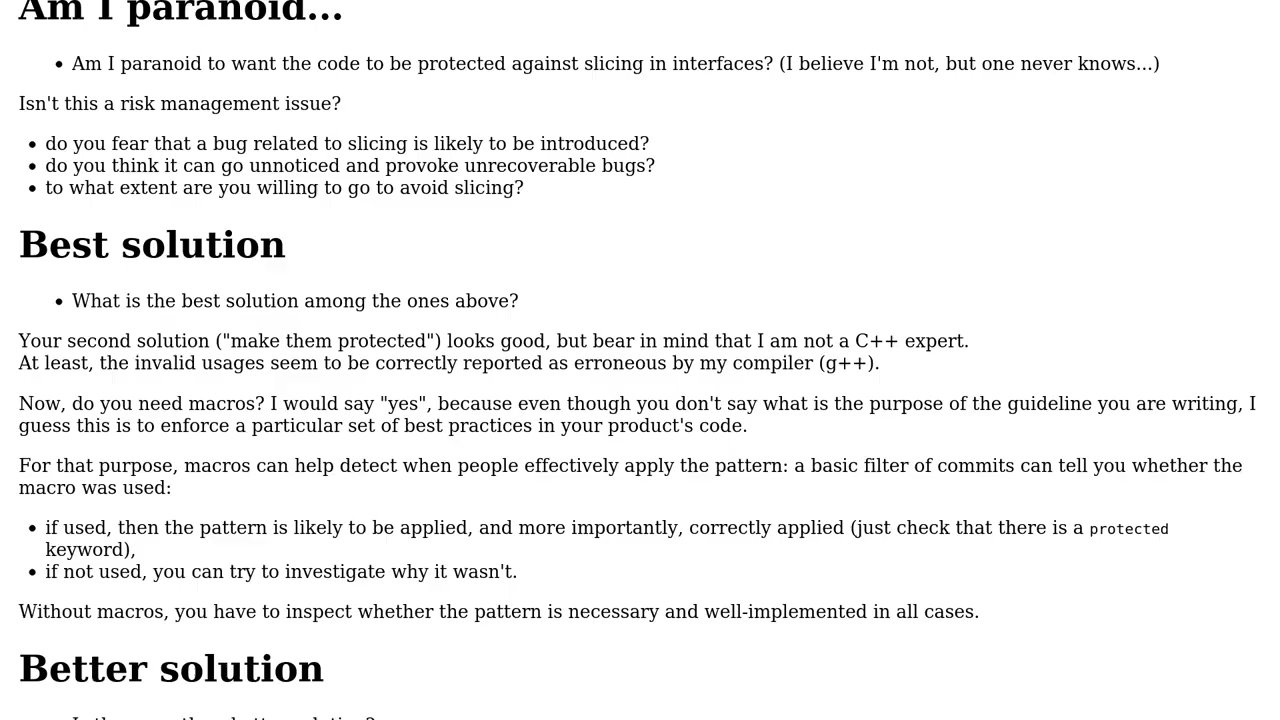 Am I paranoid...
• Am I paranoid to want the code to be protected against slicing in interfaces? (I believe I'm not, but one never knows...)
Isn't this a risk management issue?
• do you fear that a bug related to slicing is likely to be introduced?
• do you think it can go unnoticed and provoke unrecoverable bugs?
• to what extent are you willing to go to avoid slicing?
Best solution
• What is the best solution among the ones above?
Your second solution ("make them protected") looks good, but bear in mind that I am not a C++ expert.
At least, the invalid usages seem to be correctly reported as erroneous by my compiler (g++).
Now, do you need macros? I would say "yes", because even though you don't say what is the purpose of the guideline you are writing, I
guess this is to enforce a particular set of best practices in your product's code.
For that purpose, macros can help detect when people effectively apply the pattern: a basic filter of commits can tell you whether the
macro was used:
• if used, then the pattern is likely to be applied, and more importantly, correctly applied (just check that there is a protected
keyword),
• if not used, you can try to investigate why it wasn't.
Without macros, you have to inspect whether the pattern is necessary and well-implemented in all cases.
Better solution